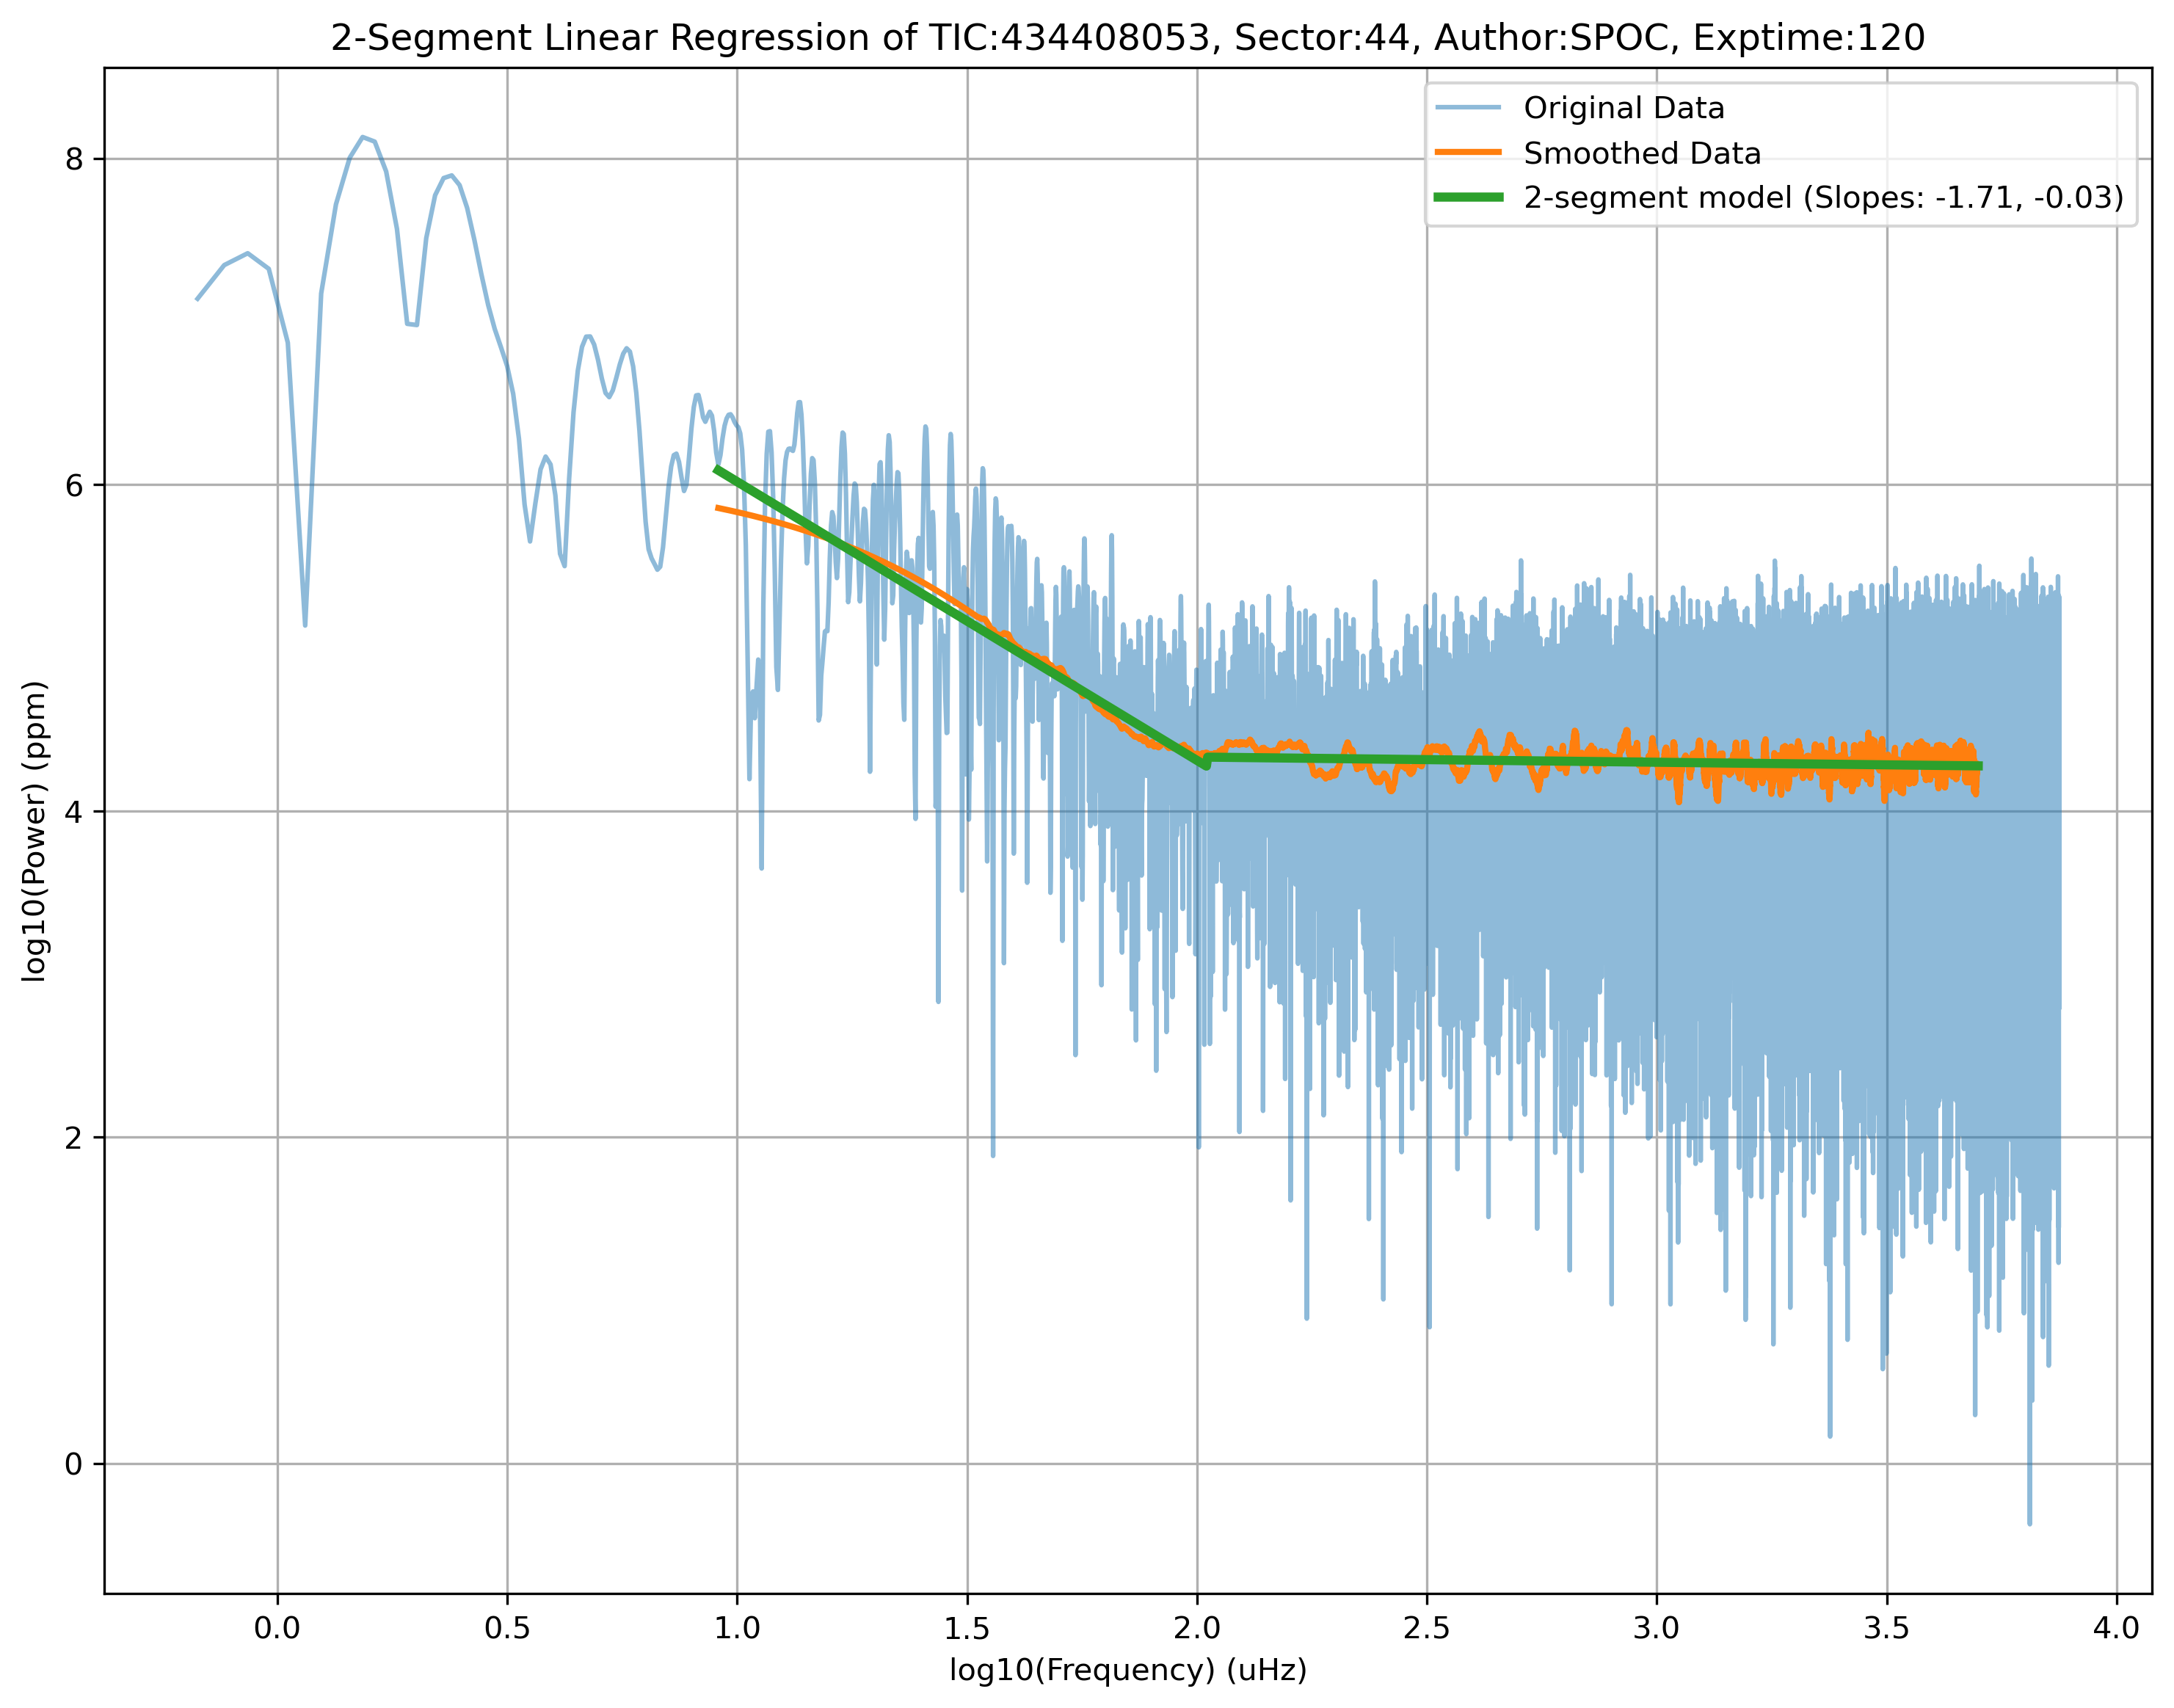 2-Segment Linear Regression of TIC:434408053, Sector:44, Author:SPOC, Exptime:120
Original Data
Smoothed Data
2-segment model (Slopes: -1.71, -0.03)
8
6
4
2
0
log10(Power) (ppm)
0.0 0.5 1.0 1.5 2.0 2.5 3.0 3.5 4.0
log10(Frequency) (uHz)